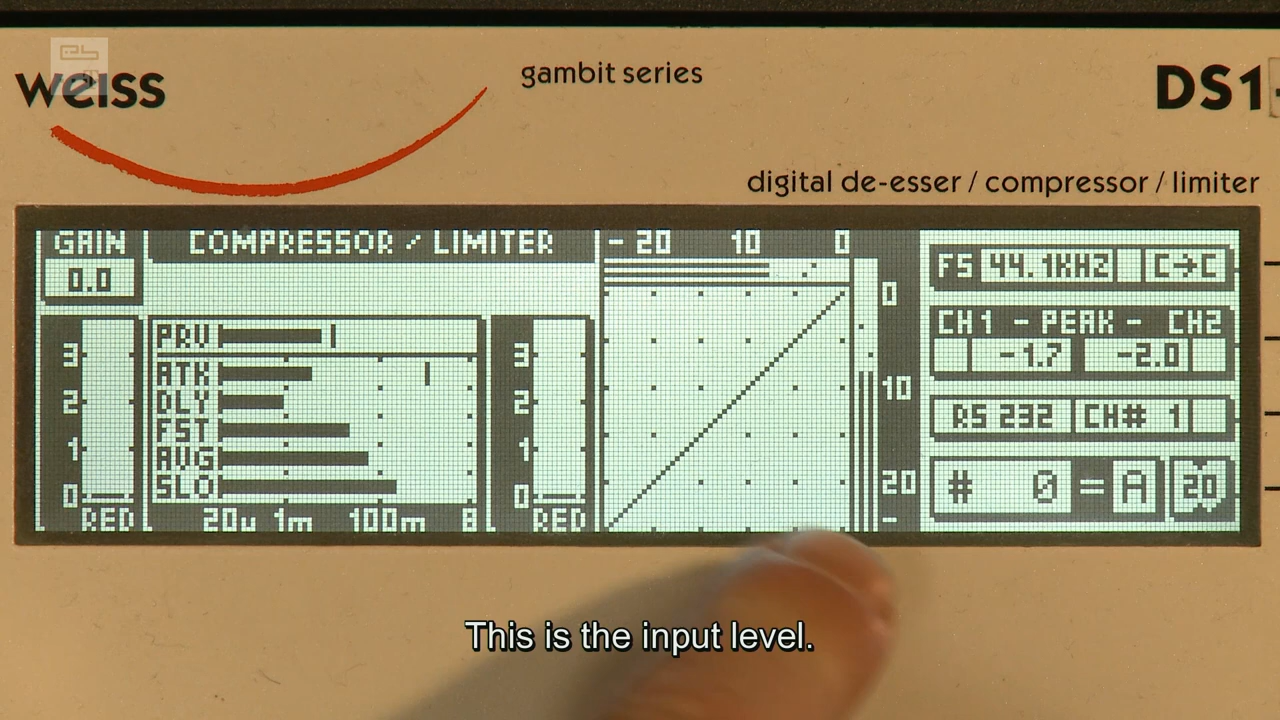 weiss
gambit series
DS1-
digital de-esser / compressor / limiter
GAIN
0.0
COMPRESSOR / LIMITER
- 20 10 0
FS 44.1KHZ C→C
CH1 - PEAK - CH2
-1.7 -2.0
RS 232 CH# 1
# 0 = A 20
3
2
1
0
RED
PRV
ATK
DLY
FST
AVG
SLO
20u 1m 100m 8
3
2
1
0
RED
0
10
20
-
This is the input level.